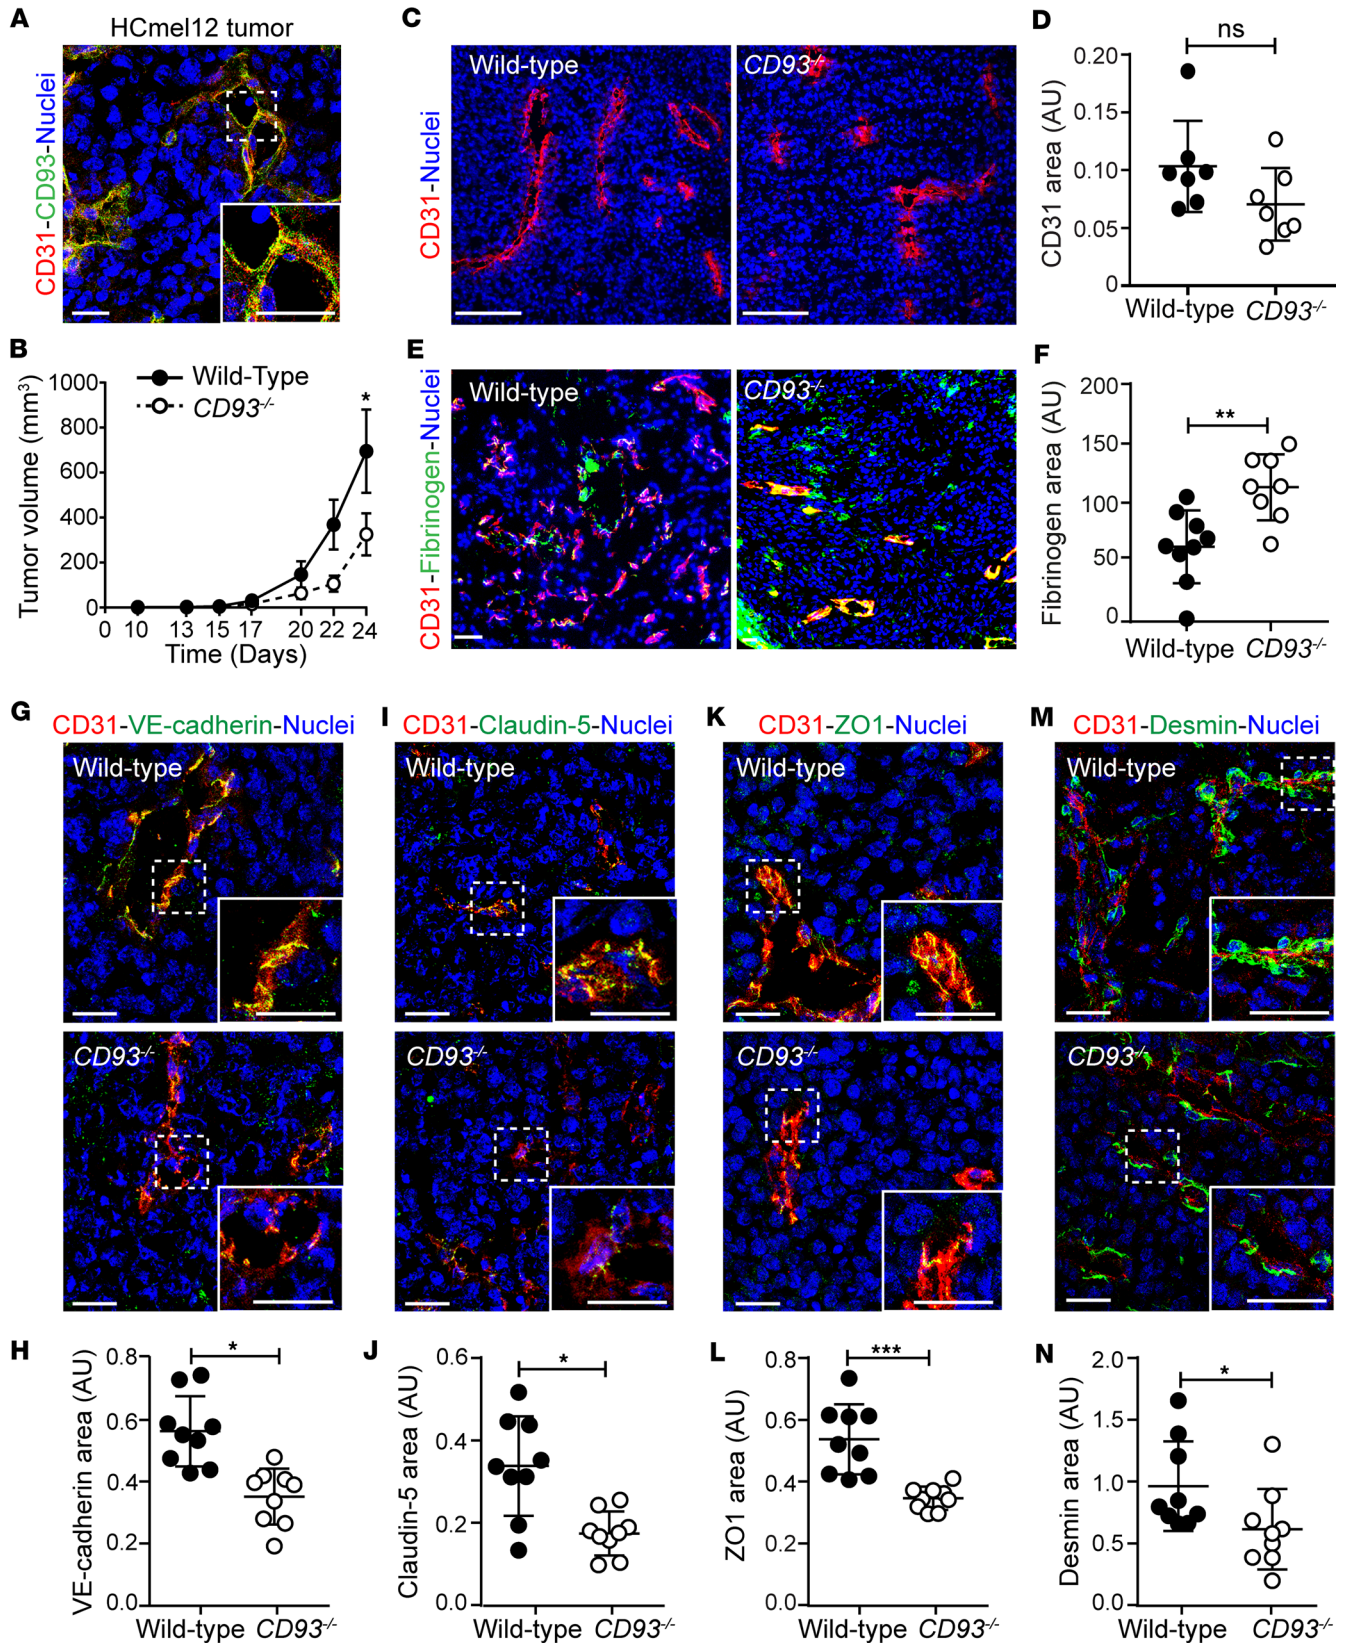 A
HCmel12 tumor
CD31-CD93-Nuclei
B
Wild-Type
CD93-/-
*
Tumor volume (mm3)
1000
800
600
400
200
0
0 10 13 15 17 20 22 24
Time (Days)
C
CD31-Nuclei
Wild-type
CD93-/-
D
ns
CD31 area (AU)
0.20
0.15
0.10
0.05
0
Wild-type CD93-/-
E
CD31-Fibrinogen-Nuclei
Wild-type
CD93-/-
F
**
Fibrinogen area (AU)
200
150
100
50
0
Wild-type CD93-/-
G
CD31-VE-cadherin-Nuclei
Wild-type
CD93-/-
I
CD31-Claudin-5-Nuclei
Wild-type
CD93-/-
K
CD31-ZO1-Nuclei
Wild-type
CD93-/-
M
CD31-Desmin-Nuclei
Wild-type
CD93-/-
H
*
VE-cadherin area (AU)
0.8
0.6
0.4
0.2
0.0
Wild-type CD93-/-
J
*
Claudin-5 area (AU)
0.6
0.4
0.2
0.0
Wild-type CD93-/-
L
***
ZO1 area (AU)
0.8
0.6
0.4
0.2
0.0
Wild-type CD93-/-
N
*
Desmin area (AU)
2.0
1.5
1.0
0.5
0.0
Wild-type CD93-/-